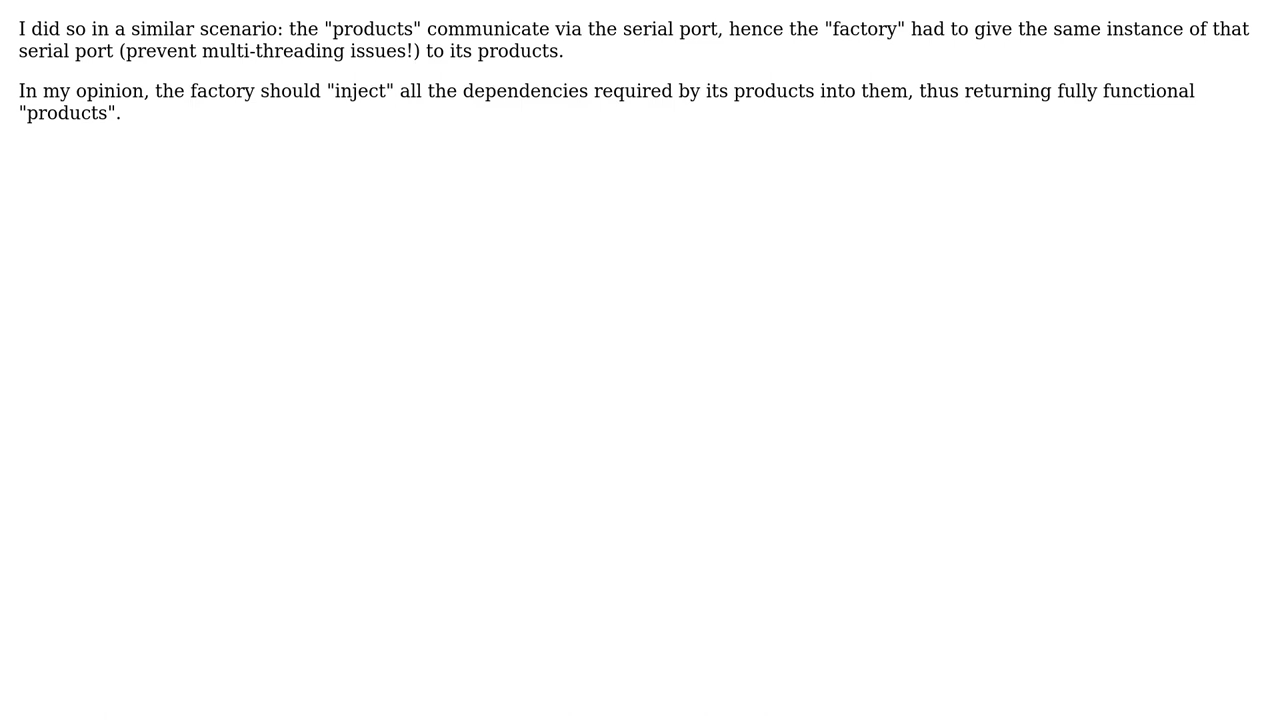 I did so in a similar scenario: the "products" communicate via the serial port, hence the "factory" had to give the same instance of that
serial port (prevent multi-threading issues!) to its products.
In my opinion, the factory should "inject" all the dependencies required by its products into them, thus returning fully functional
"products".